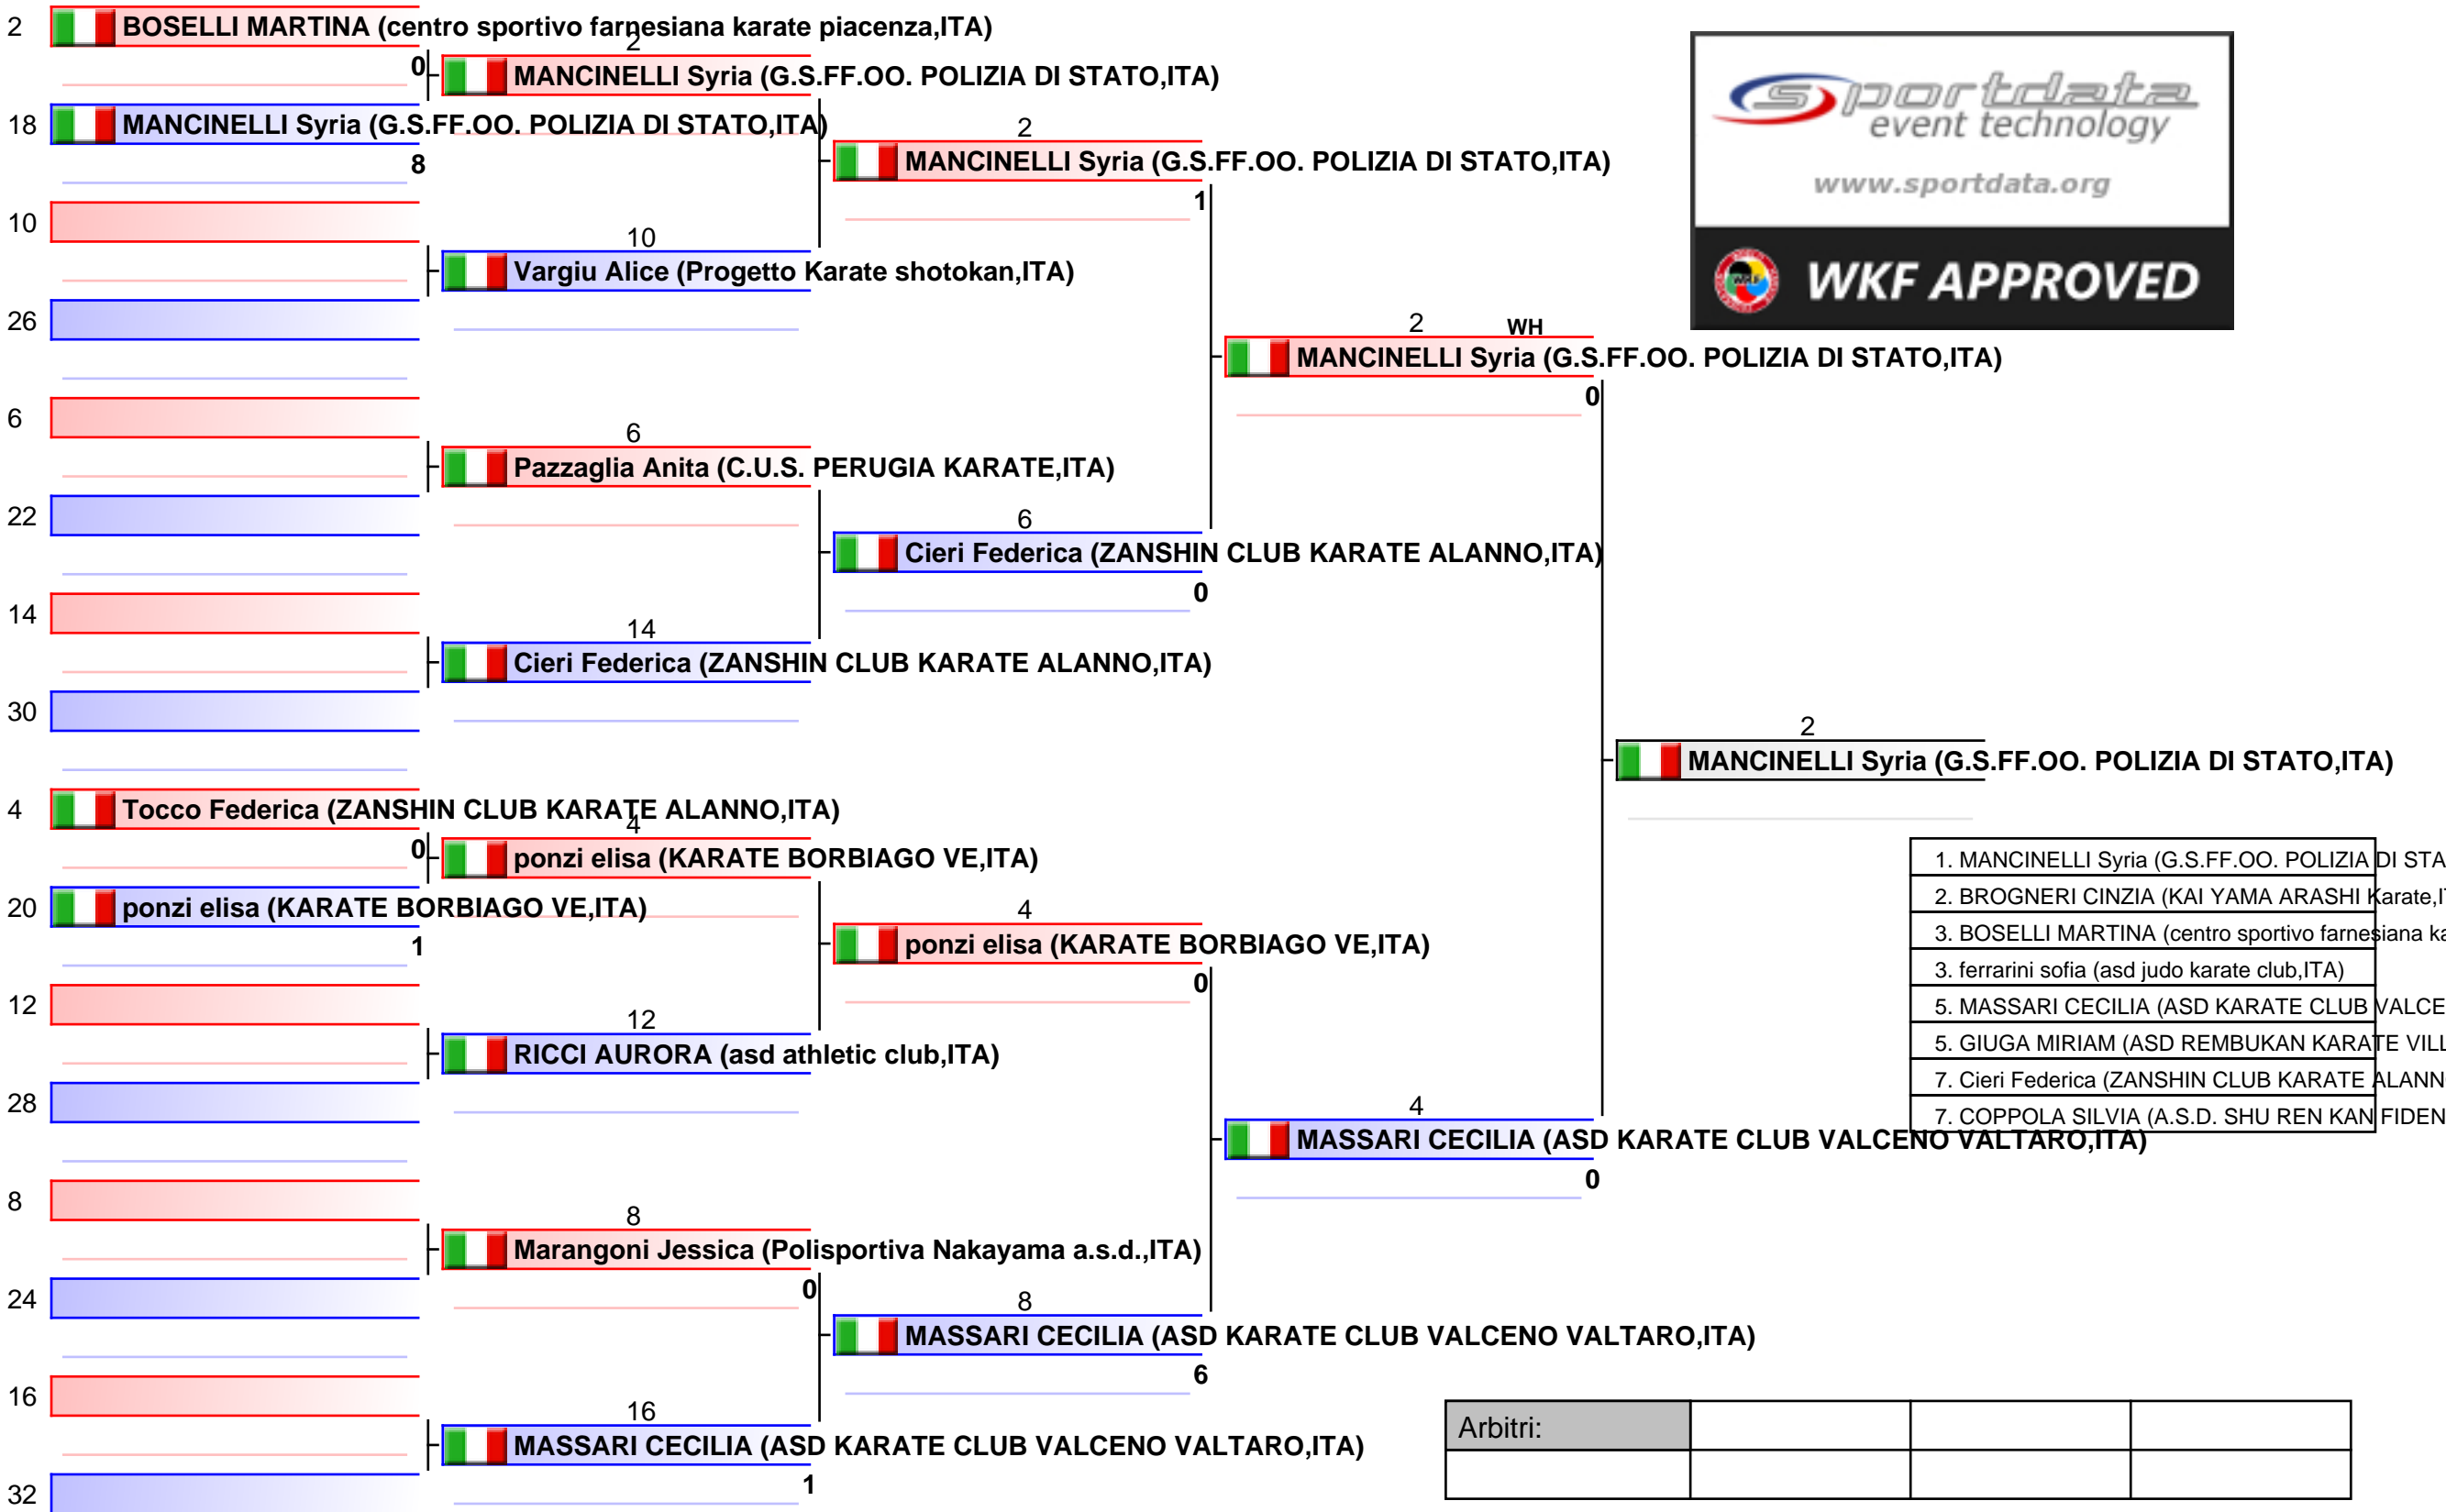 2 BOSELLI MARTINA (centro sportivo farnesiana karate piacenza,ITA)
0
2
MANCINELLI Syria (G.S.FF.OO. POLIZIA DI STATO,ITA)
18 MANCINELLI Syria (G.S.FF.OO. POLIZIA DI STATO,ITA)
8
2
MANCINELLI Syria (G.S.FF.OO. POLIZIA DI STATO,ITA)
1
10
10
Vargiu Alice (Progetto Karate shotokan,ITA)
26
2 WH
MANCINELLI Syria (G.S.FF.OO. POLIZIA DI STATO,ITA)
0
6
6
Pazzaglia Anita (C.U.S. PERUGIA KARATE,ITA)
22
6
Cieri Federica (ZANSHIN CLUB KARATE ALANNO,ITA)
0
14
14
Cieri Federica (ZANSHIN CLUB KARATE ALANNO,ITA)
30
2
MANCINELLI Syria (G.S.FF.OO. POLIZIA DI STATO,ITA)
4 Tocco Federica (ZANSHIN CLUB KARATE ALANNO,ITA)
0
4
ponzi elisa (KARATE BORBIAGO VE,ITA)
20 ponzi elisa (KARATE BORBIAGO VE,ITA)
1
4
ponzi elisa (KARATE BORBIAGO VE,ITA)
0
12
12
RICCI AURORA (asd athletic club,ITA)
28
4
MASSARI CECILIA (ASD KARATE CLUB VALCENO VALTARO,ITA)
0
8
8
Marangoni Jessica (Polisportiva Nakayama a.s.d.,ITA)
0
24
8
MASSARI CECILIA (ASD KARATE CLUB VALCENO VALTARO,ITA)
6
16
16
MASSARI CECILIA (ASD KARATE CLUB VALCENO VALTARO,ITA)
1
32
sportdata
event technology
www.sportdata.org
WKF APPROVED
1. MANCINELLI Syria (G.S.FF.OO. POLIZIA DI STA
2. BROGNERI CINZIA (KAI YAMA ARASHI Karate,I
3. BOSELLI MARTINA (centro sportivo farnesiana ka
3. ferrarini sofia (asd judo karate club,ITA)
5. MASSARI CECILIA (ASD KARATE CLUB VALCE
5. GIUGA MIRIAM (ASD REMBUKAN KARATE VILL
7. Cieri Federica (ZANSHIN CLUB KARATE ALANN
7. COPPOLA SILVIA (A.S.D. SHU REN KAN FIDEN
Arbitri: